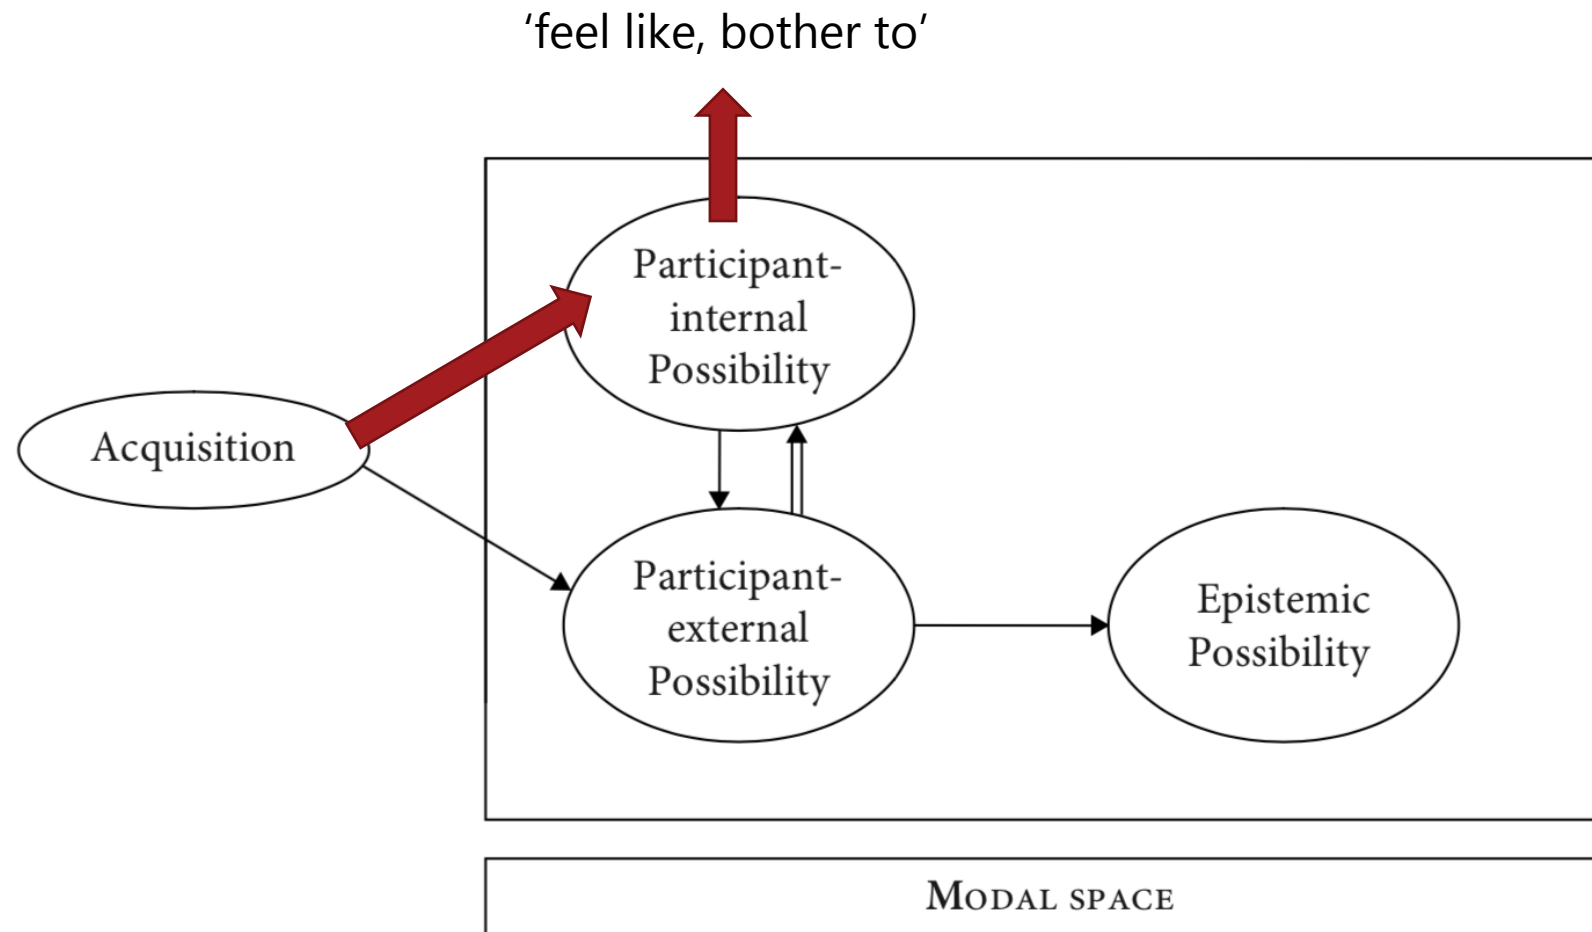 ‘feel like, bother to‘
Participant-
internal
Possibility
Acquisition
Participant-
external
Possibility
Epistemic
Possibility
MODAL SPACE